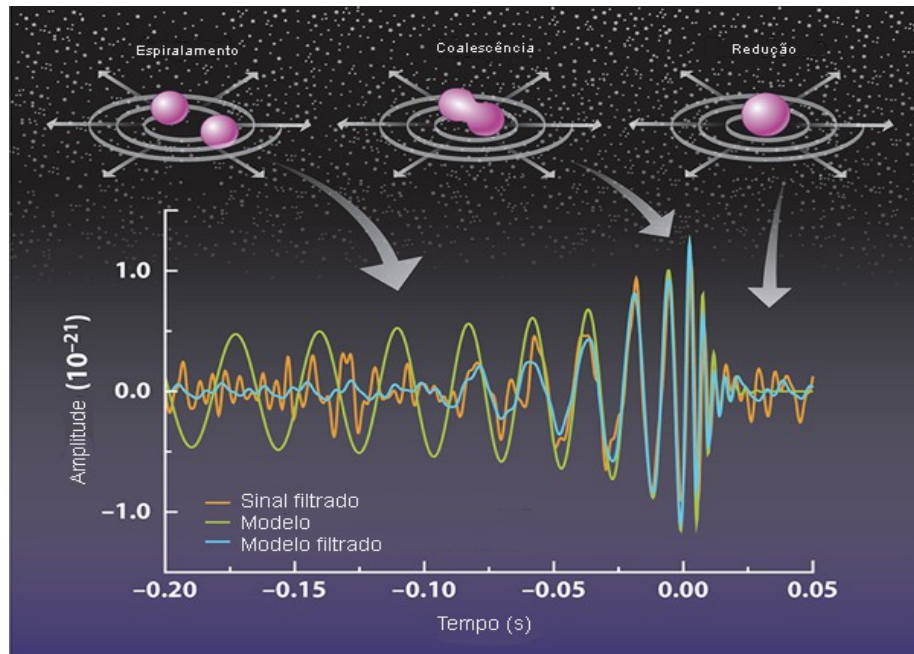 Espiralamento
Coalescência
Redução
1.0
0.0
−1.0
Amplitude (10⁻²¹)
Sinal filtrado
Modelo
Modelo filtrado
−0.20 −0.15 −0.10 −0.05 0.00 0.05
Tempo (s)